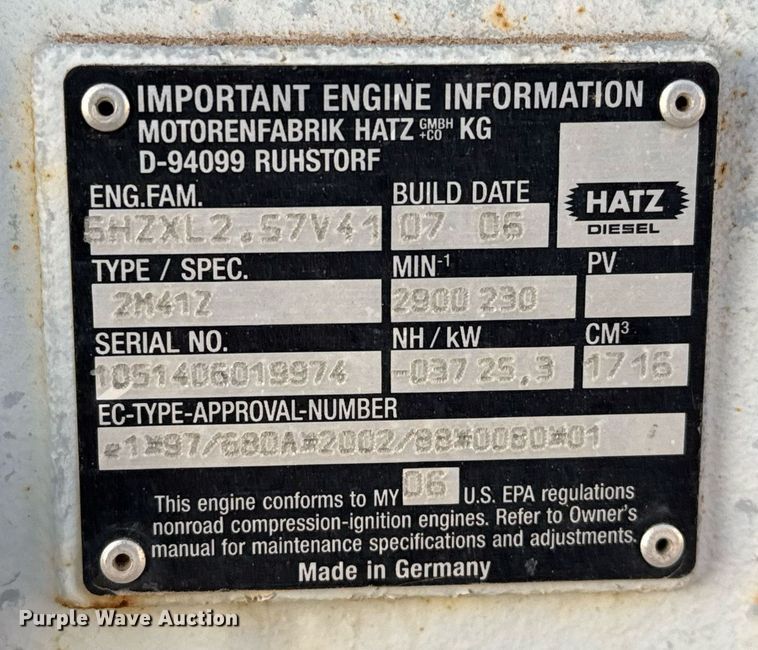 IMPORTANT ENGINE INFORMATION
MOTORENFABRIK HATZ GMBH +CO KG
D-94099 RUHSTORF
ENG.FAM. BUILD DATE
6HZXL2.57V41 07 06
HATZ
DIESEL
TYPE / SPEC. MIN-1 PV
2M41Z 2900 230
SERIAL NO. NH / kW CM³
1051406019974 -037 25,3 1716
EC-TYPE-APPROVAL-NUMBER
e1*97/68DA*2002/88*0080*01
This engine conforms to MY 06 U.S. EPA regulations
nonroad compression-ignition engines. Refer to Owner's
manual for maintenance specifications and adjustments.
Made in Germany
Purple Wave Auction